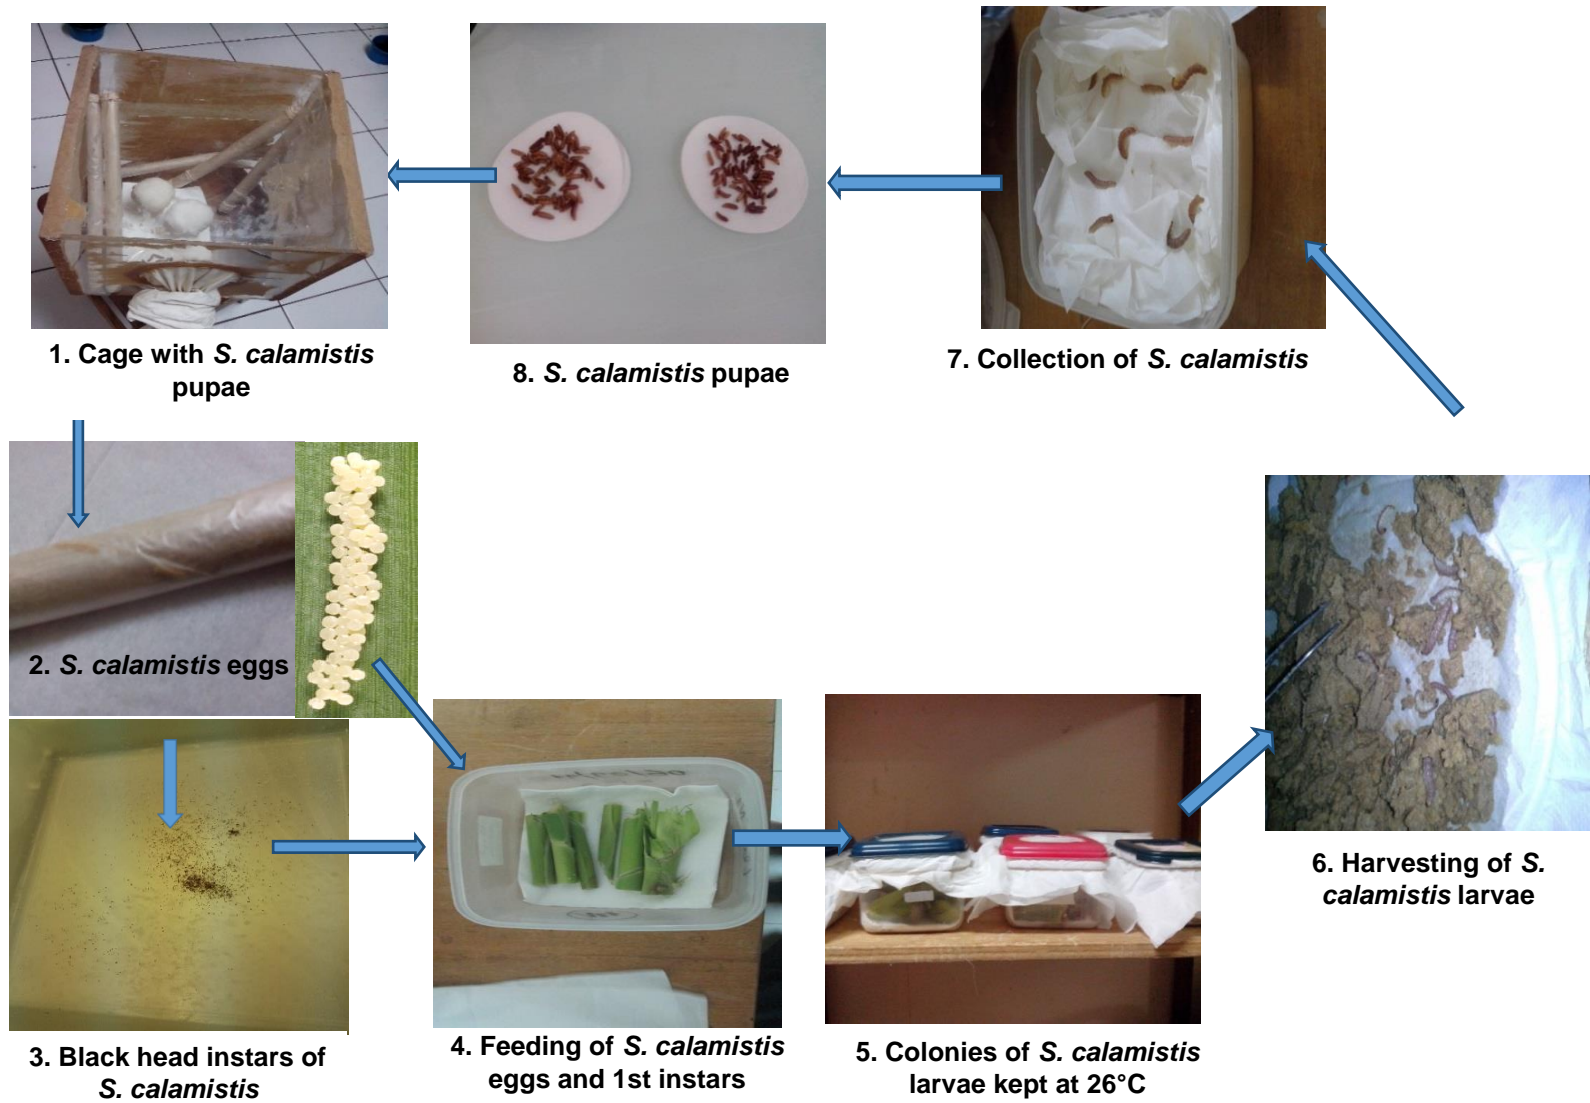 1. Cage with S. calamistis
pupae
8. S. calamistis pupae
7. Collection of S. calamistis
2. S. calamistis eggs
3. Black head instars of
S. calamistis
4. Feeding of S. calamistis
eggs and 1st instars
5. Colonies of S. calamistis
larvae kept at 26°C
6. Harvesting of S.
calamistis larvae